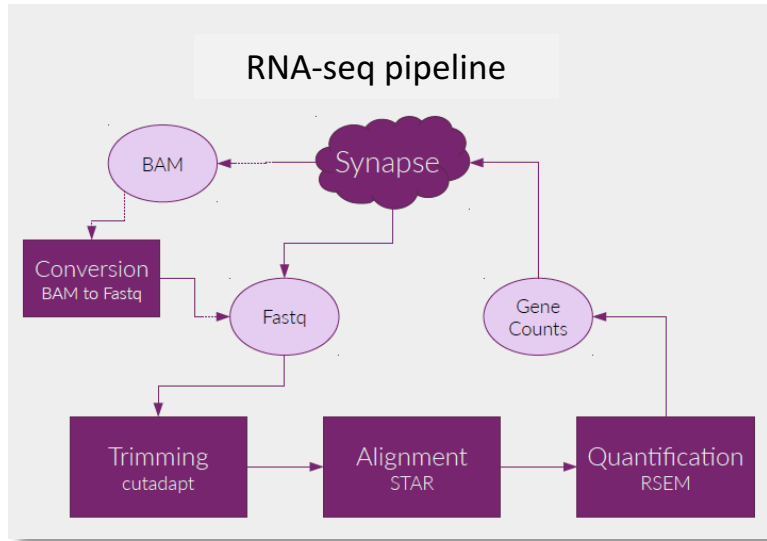 RNA-seq pipeline
BAM
Synapse
Conversion
BAM to Fastq
Fastq
Gene
Counts
Trimming
cutadapt
Alignment
STAR
Quantification
RSEM